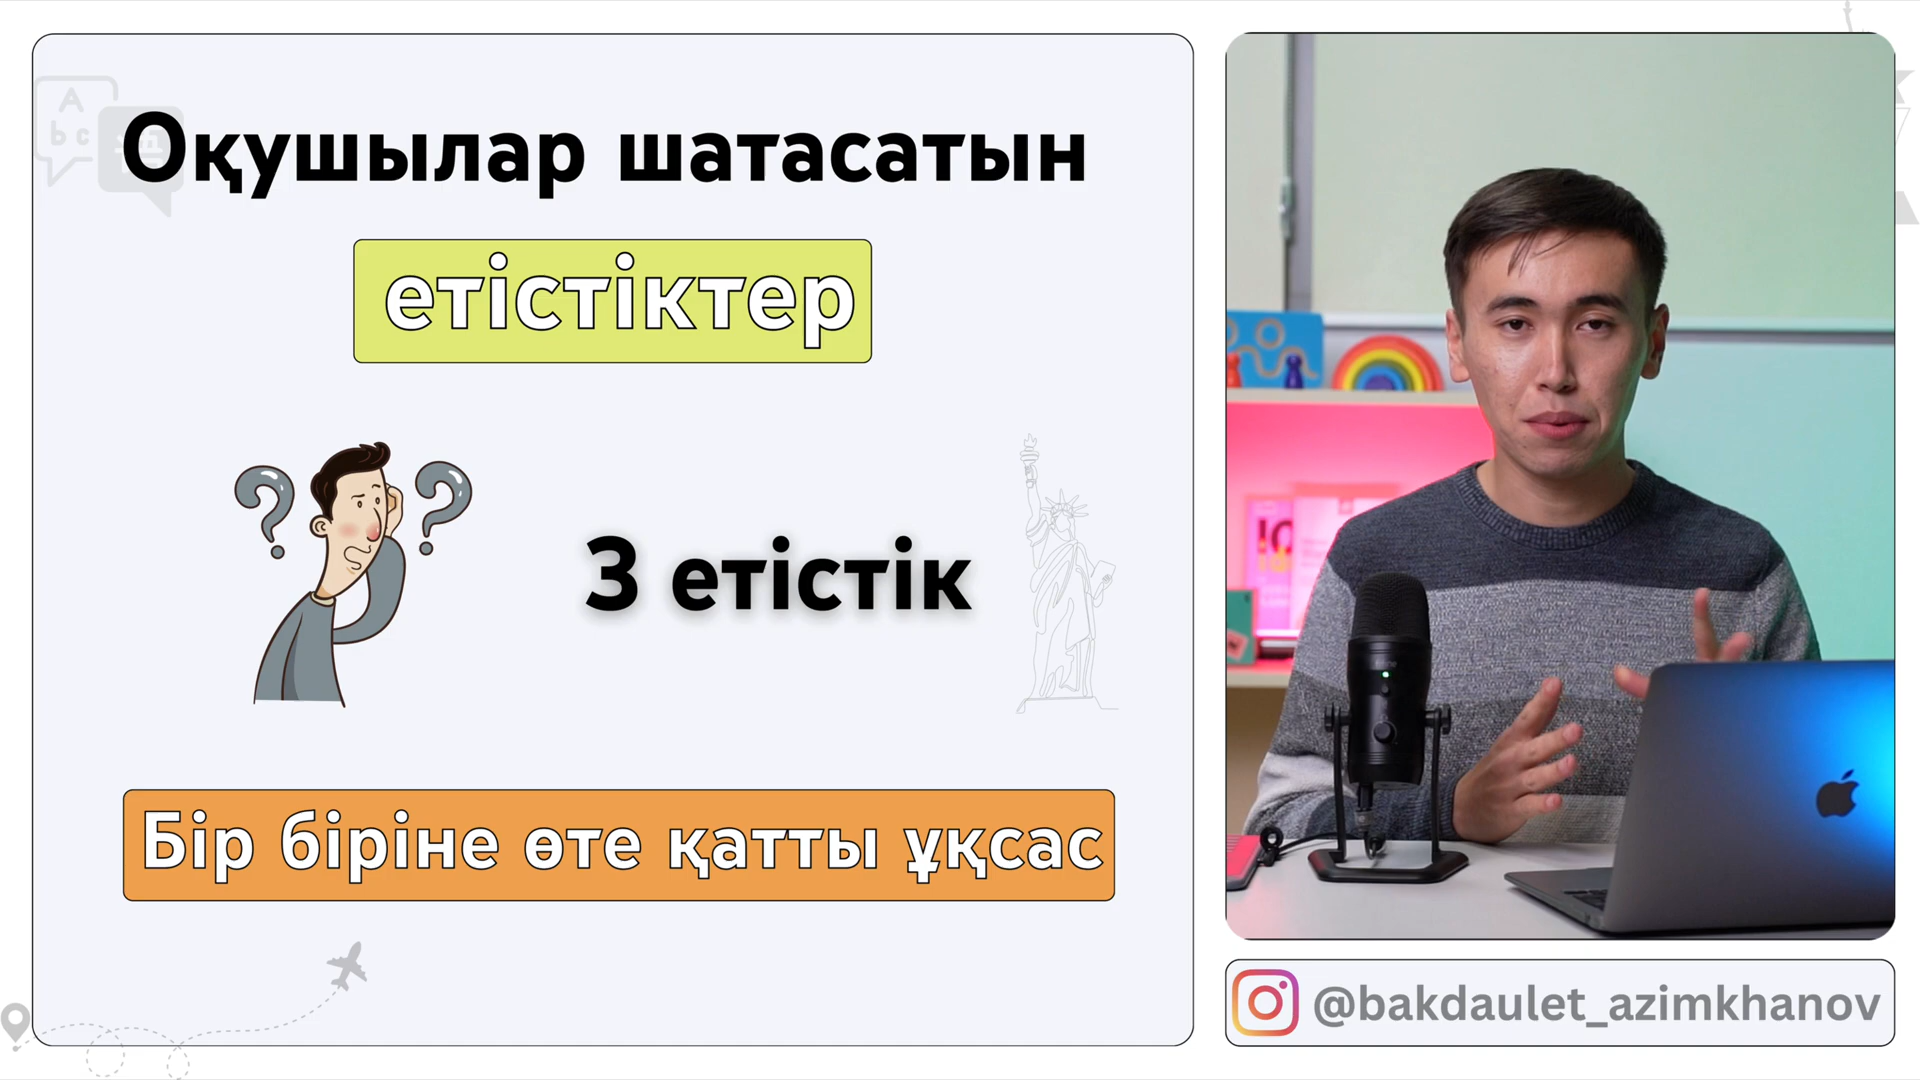 Оқушылар шатасатын
етістіктер
3 етістік
Бір біріне өте қатты ұқсас
@bakdaulet_azimkhanov
A
b c